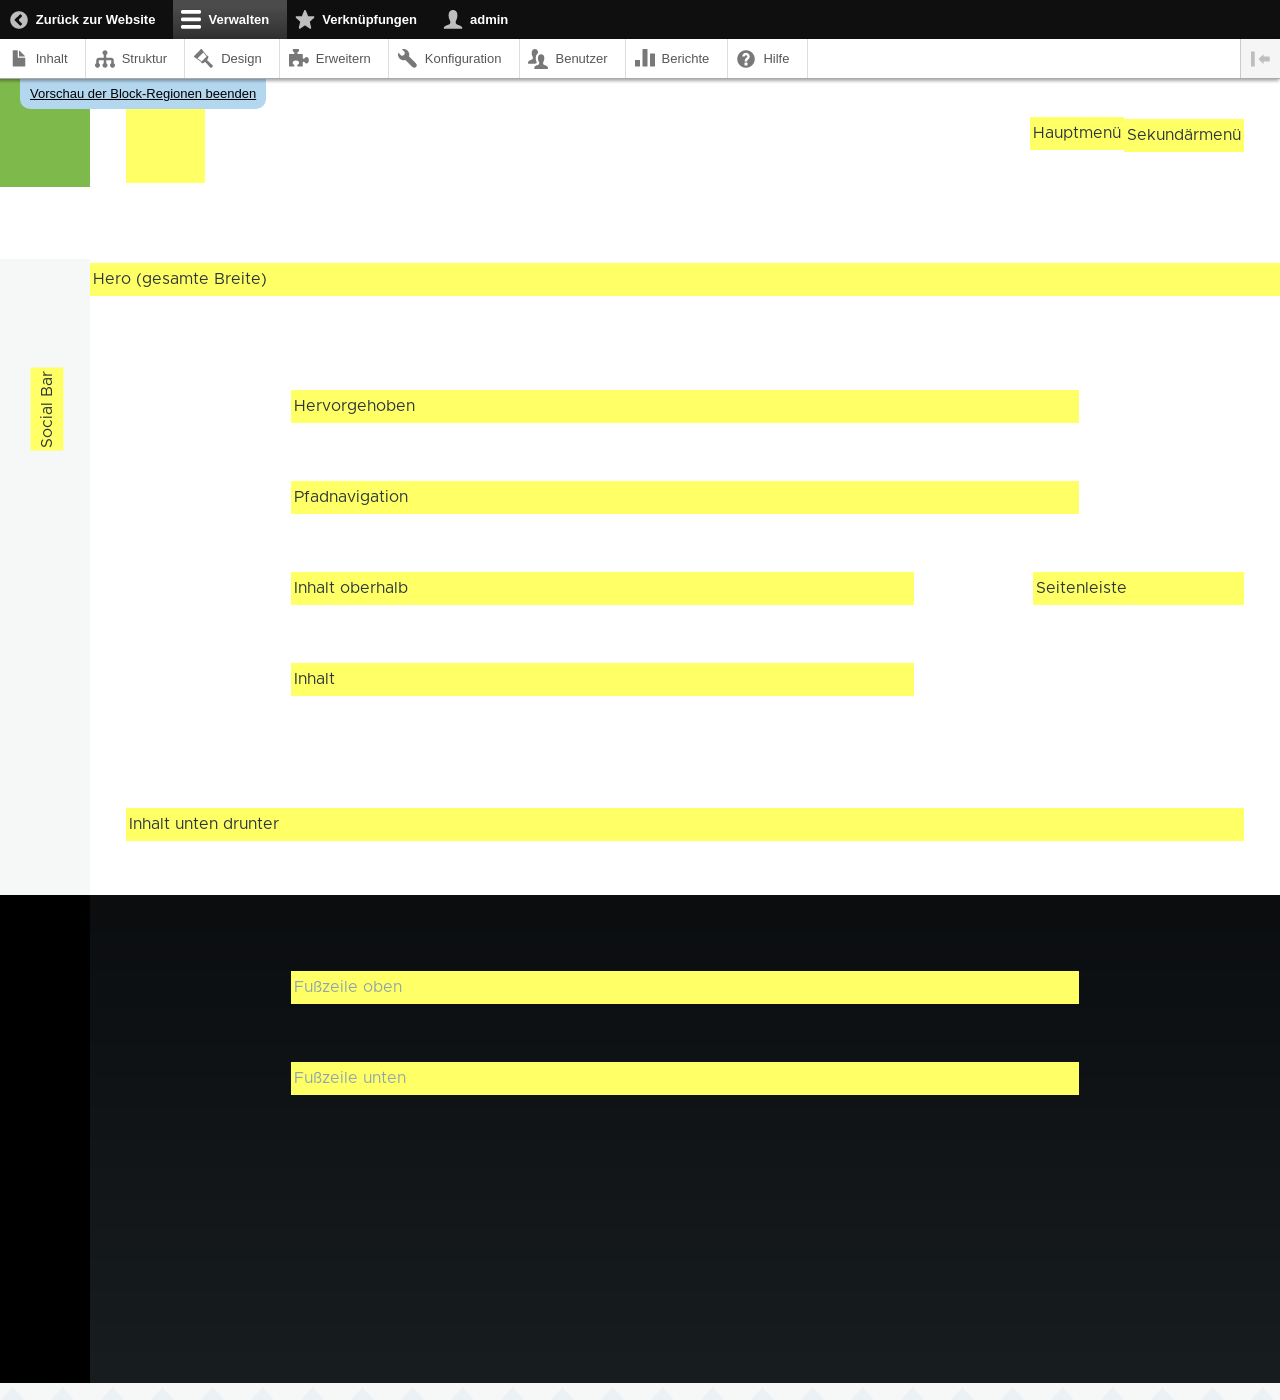 Zurück zur Website Verwalten Verknüpfungen admin
Inhalt Struktur Design Erweitern Konfiguration Benutzer Berichte Hilfe
Vorschau der Block-Regionen beenden
Hauptmenü Sekundärmenü
Hero (gesamte Breite)
Social Bar
Hervorgehoben
Pfadnavigation
Inhalt oberhalb Seitenleiste
Inhalt
Inhalt unten drunter
Fußzeile oben
Fußzeile unten